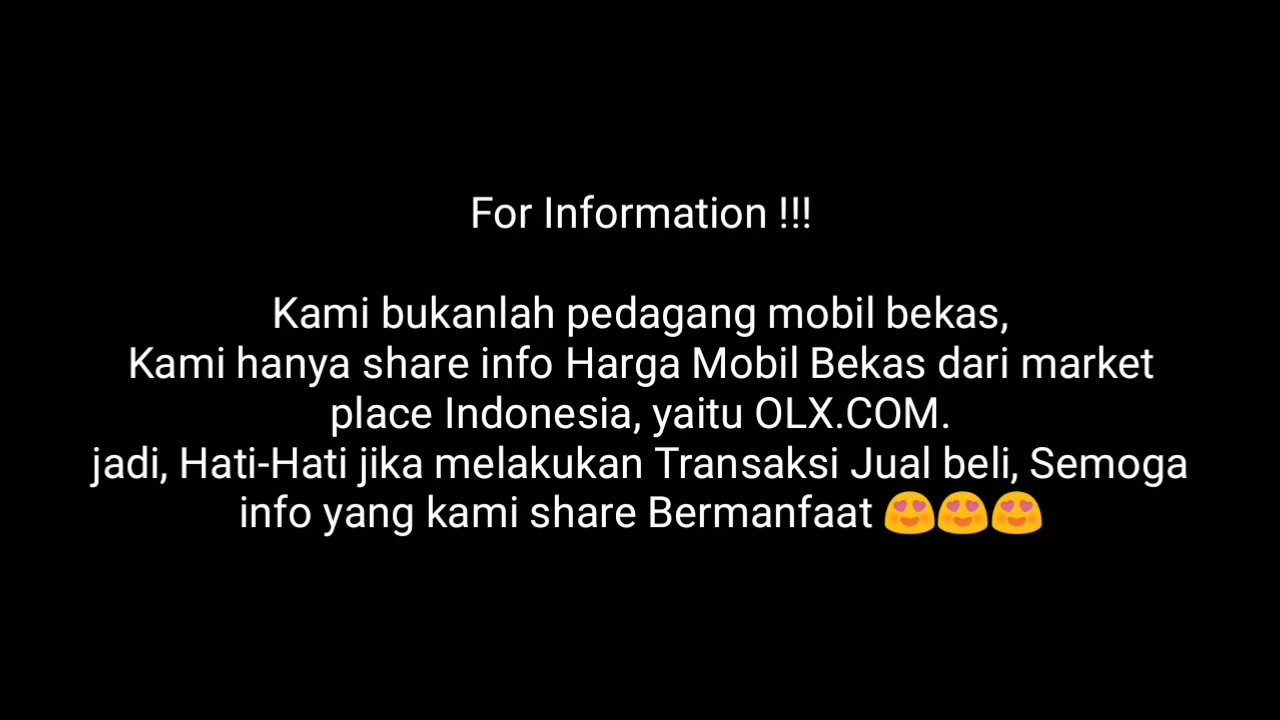 For Information !!!
Kami bukanlah pedagang mobil bekas,
Kami hanya share info Harga Mobil Bekas dari market
place Indonesia, yaitu OLX.COM.
jadi, Hati-Hati jika melakukan Transaksi Jual beli, Semoga
info yang kami share Bermanfaat 😍😍😍